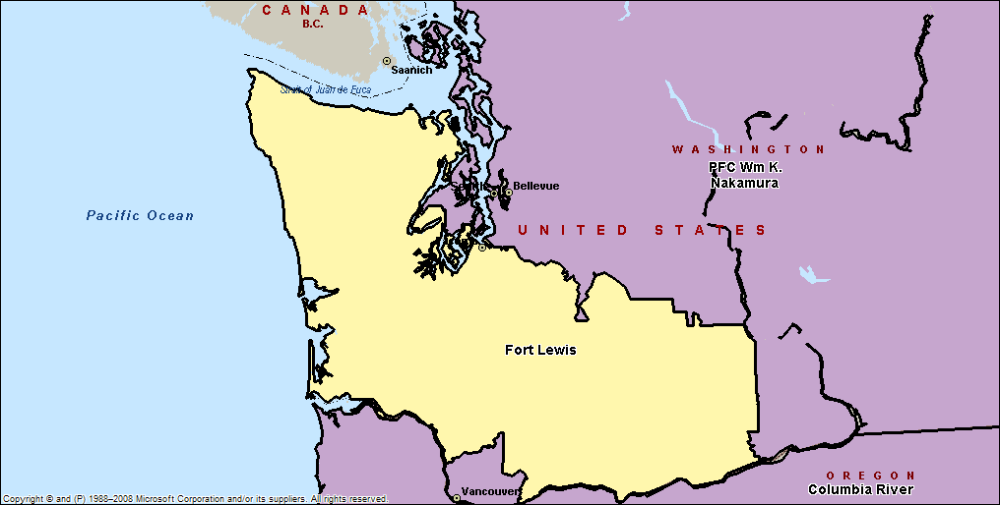 CANADA
B.C.
Saanich
Strait of Juan de Fuca
WASHINGTON
PFC Wm K.
Nakamura
Bellevue
Pacific Ocean
UNITED STATES
Fort Lewis
OREGON
Columbia River
Vancouver
Copyright © and (P) 1988–2008 Microsoft Corporation and/or its suppliers. All rights reserved.